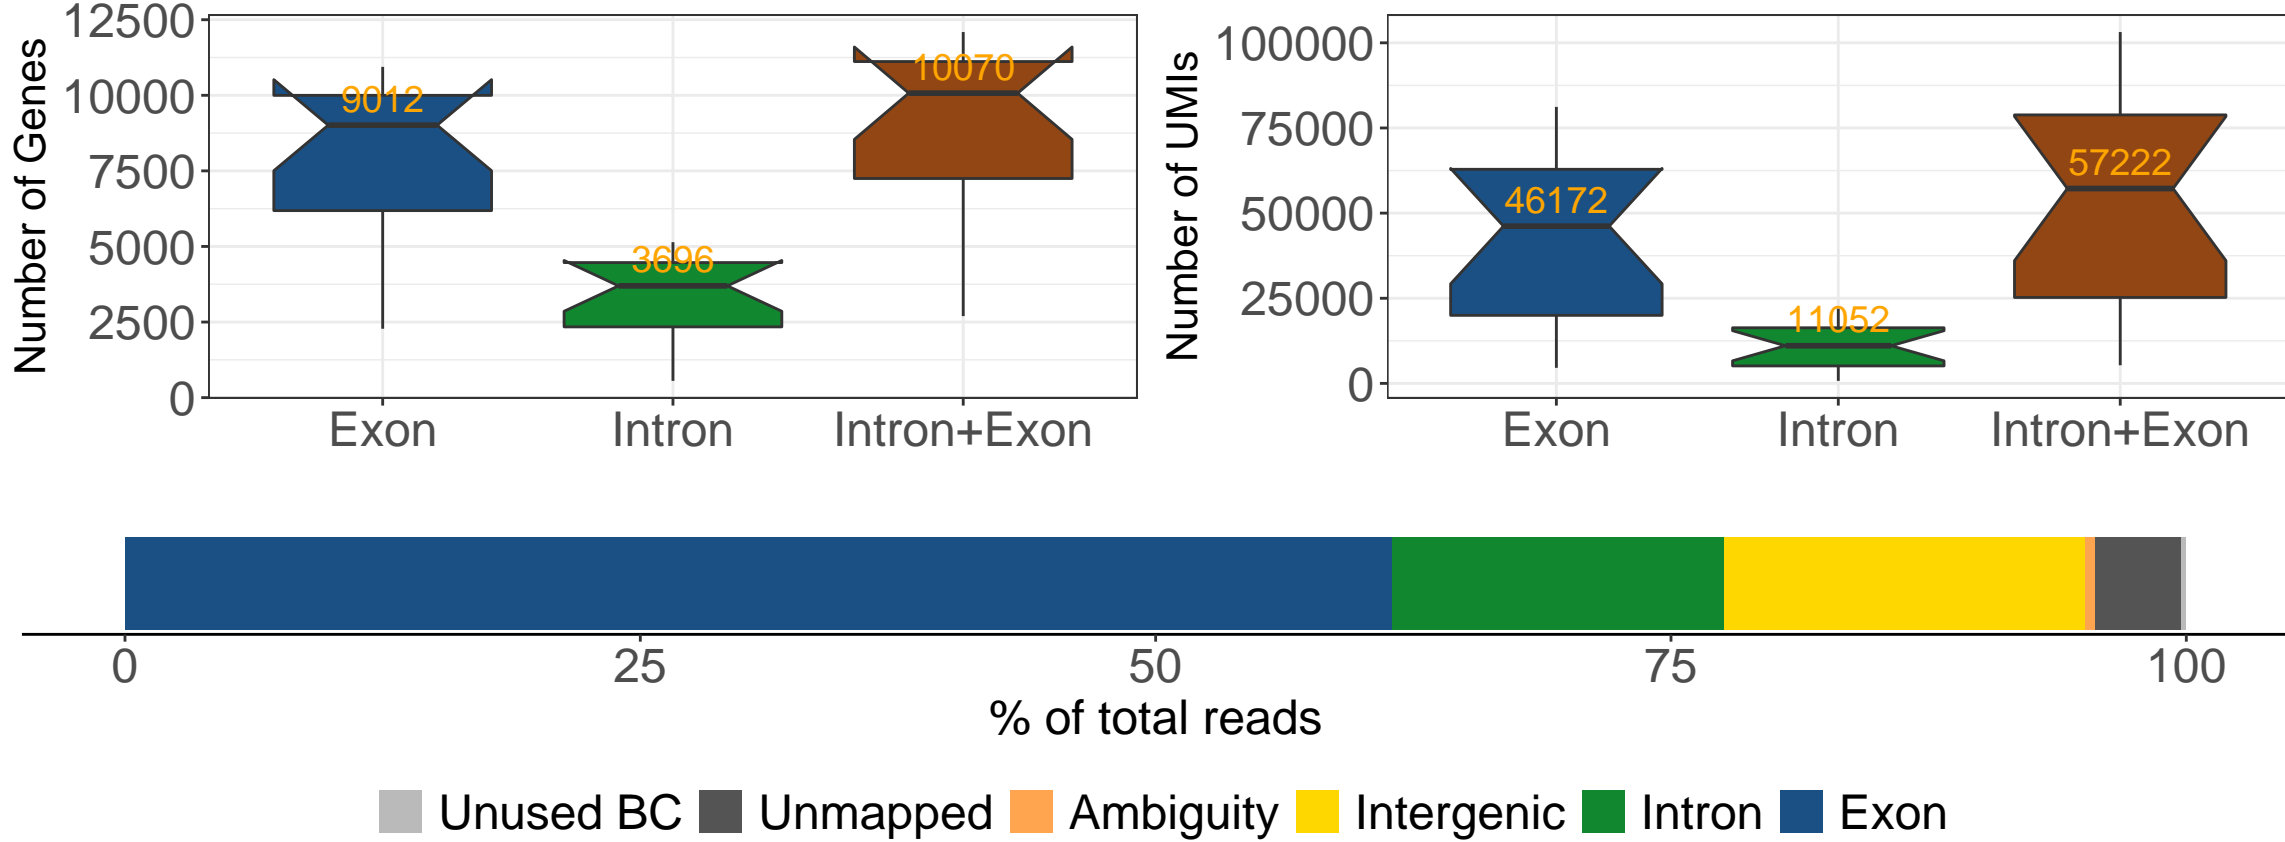 Number of Genes
12500
10000
7500
5000
2500
0
9012
3696
10070
Exon Intron Intron+Exon
Number of UMIs
100000
75000
50000
25000
0
46172
11052
57222
Exon Intron Intron+Exon
0 25 50 75 100
% of total reads
Unused BC Unmapped Ambiguity Intergenic Intron Exon